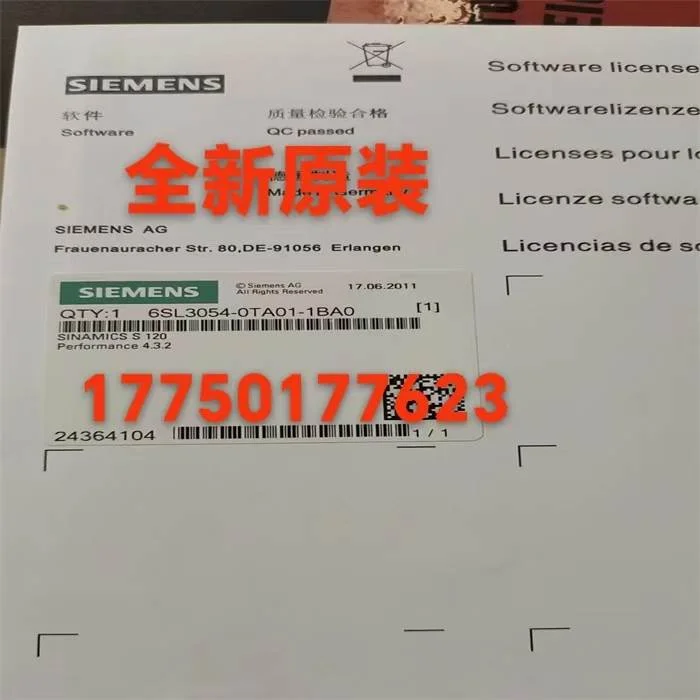 SIEMENS
软件
Software
质量检验合格
QC passed
全新原装
SIEMENS AG
Frauenauracher Str. 80,DE-91056 Erlangen
Software license
Softwarelizenze
Licenses pour lo
Licenze softwa
Licencias de so
SIEMENS
© Siemens AG
All Rights Reserved
17.06.2011
QTY:1 6SL3054-0TA01-1BA0 [1]
SINAMICS S 120
Performance 4.3.2
17750177623
24364104 1 / 1